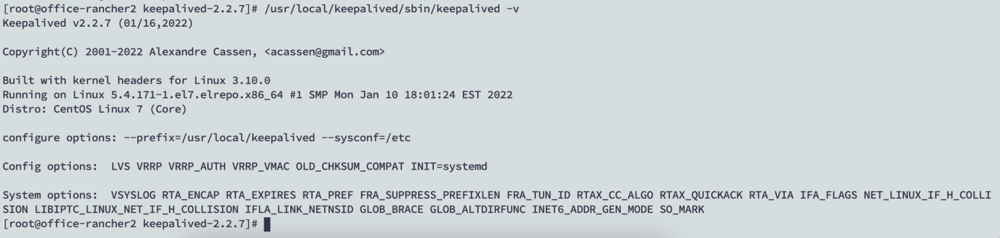 [root@office-rancher2 keepalived-2.2.7]# /usr/local/keepalived/sbin/keepalived -v
Keepalived v2.2.7 (01/16,2022)
Copyright(C) 2001-2022 Alexandre Cassen, <acassen@gmail.com>
Built with kernel headers for Linux 3.10.0
Running on Linux 5.4.171-1.el7.elrepo.x86_64 #1 SMP Mon Jan 10 18:01:24 EST 2022
Distro: CentOS Linux 7 (Core)
configure options: --prefix=/usr/local/keepalived --sysconf=/etc
Config options:  LVS VRRP VRRP_AUTH VRRP_VMAC OLD_CHKSUM_COMPAT INIT=systemd
System options:  VSYSLOG RTA_ENCAP RTA_EXPIRES RTA_PREF FRA_SUPPRESS_PREFIXLEN FRA_TUN_ID RTAX_CC_ALGO RTAX_QUICKACK RTA_VIA IFA_FLAGS NET_LINUX_IF_H_COLLI
SION LIBIPTC_LINUX_NET_IF_H_COLLISION IFLA_LINK_NETNSID GLOB_BRACE GLOB_ALTDIRFUNC INET6_ADDR_GEN_MODE SO_MARK
[root@office-rancher2 keepalived-2.2.7]#